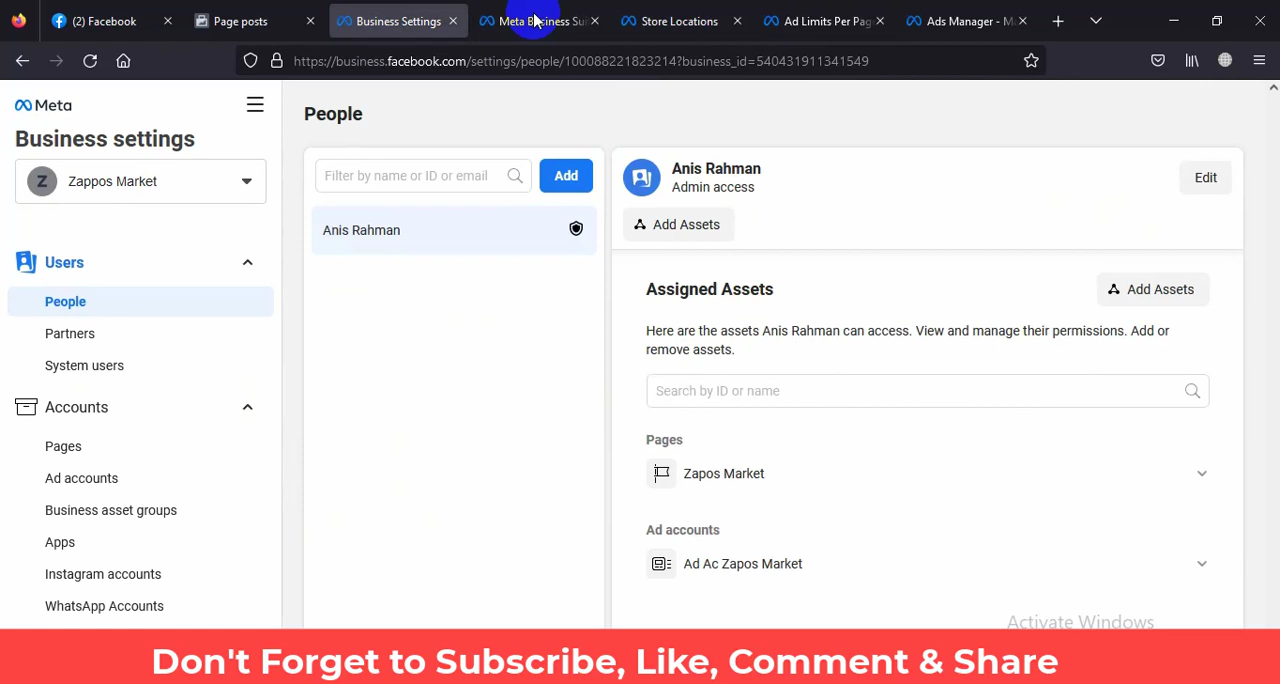 (2) Facebook
Page posts
Business Settings
Meta Business Sui
Store Locations
Ad Limits Per Pag
Ads Manager - M
https://business.facebook.com/settings/people/100088221823214?business_id=540431911341549
Meta
Business settings
Z
Zappos Market
Users
People
Partners
System users
Accounts
Pages
Ad accounts
Business asset groups
Apps
Instagram accounts
WhatsApp Accounts
People
Filter by name or ID or email
Add
Anis Rahman
Anis Rahman
Admin access
Edit
Add Assets
Assigned Assets
Add Assets
Here are the assets Anis Rahman can access. View and manage their permissions. Add or
remove assets.
Search by ID or name
Pages
Zapos Market
Ad accounts
Ad Ac Zapos Market
Activate Windows
Don't Forget to Subscribe, Like, Comment & Share